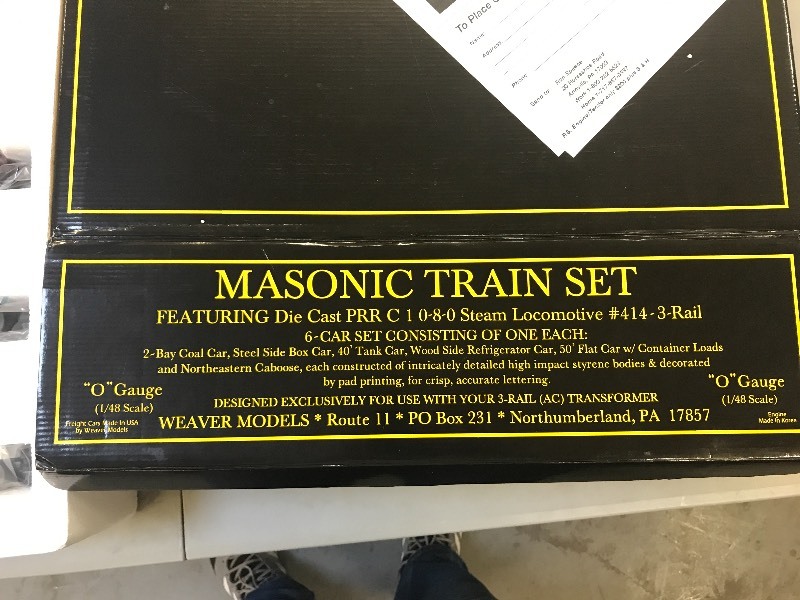 To Place
Name
Address
Phone
Send to:
MASONIC TRAIN SET
FEATURING Die Cast PRR C 1 0-8-0 Steam Locomotive #414-3-Rail
6-CAR SET CONSISTING OF ONE EACH:
2-Bay Coal Car, Steel Side Box Car, 40' Tank Car, Wood Side Refrigerator Car, 50' Flat Car w/ Container Loads
and Northeastern Caboose, each constructed of intricately detailed high impact styrene bodies & decorated
by pad printing, for crisp, accurate lettering.
"O" Gauge
(1/48 Scale)
"O" Gauge
(1/48 Scale)
DESIGNED EXCLUSIVELY FOR USE WITH YOUR 3-RAIL (AC) TRANSFORMER
WEAVER MODELS * Route 11 * PO Box 231 * Northumberland, PA 17857
Freight Cars Made In USA
by Weaver Models
Engine
Made In Korea